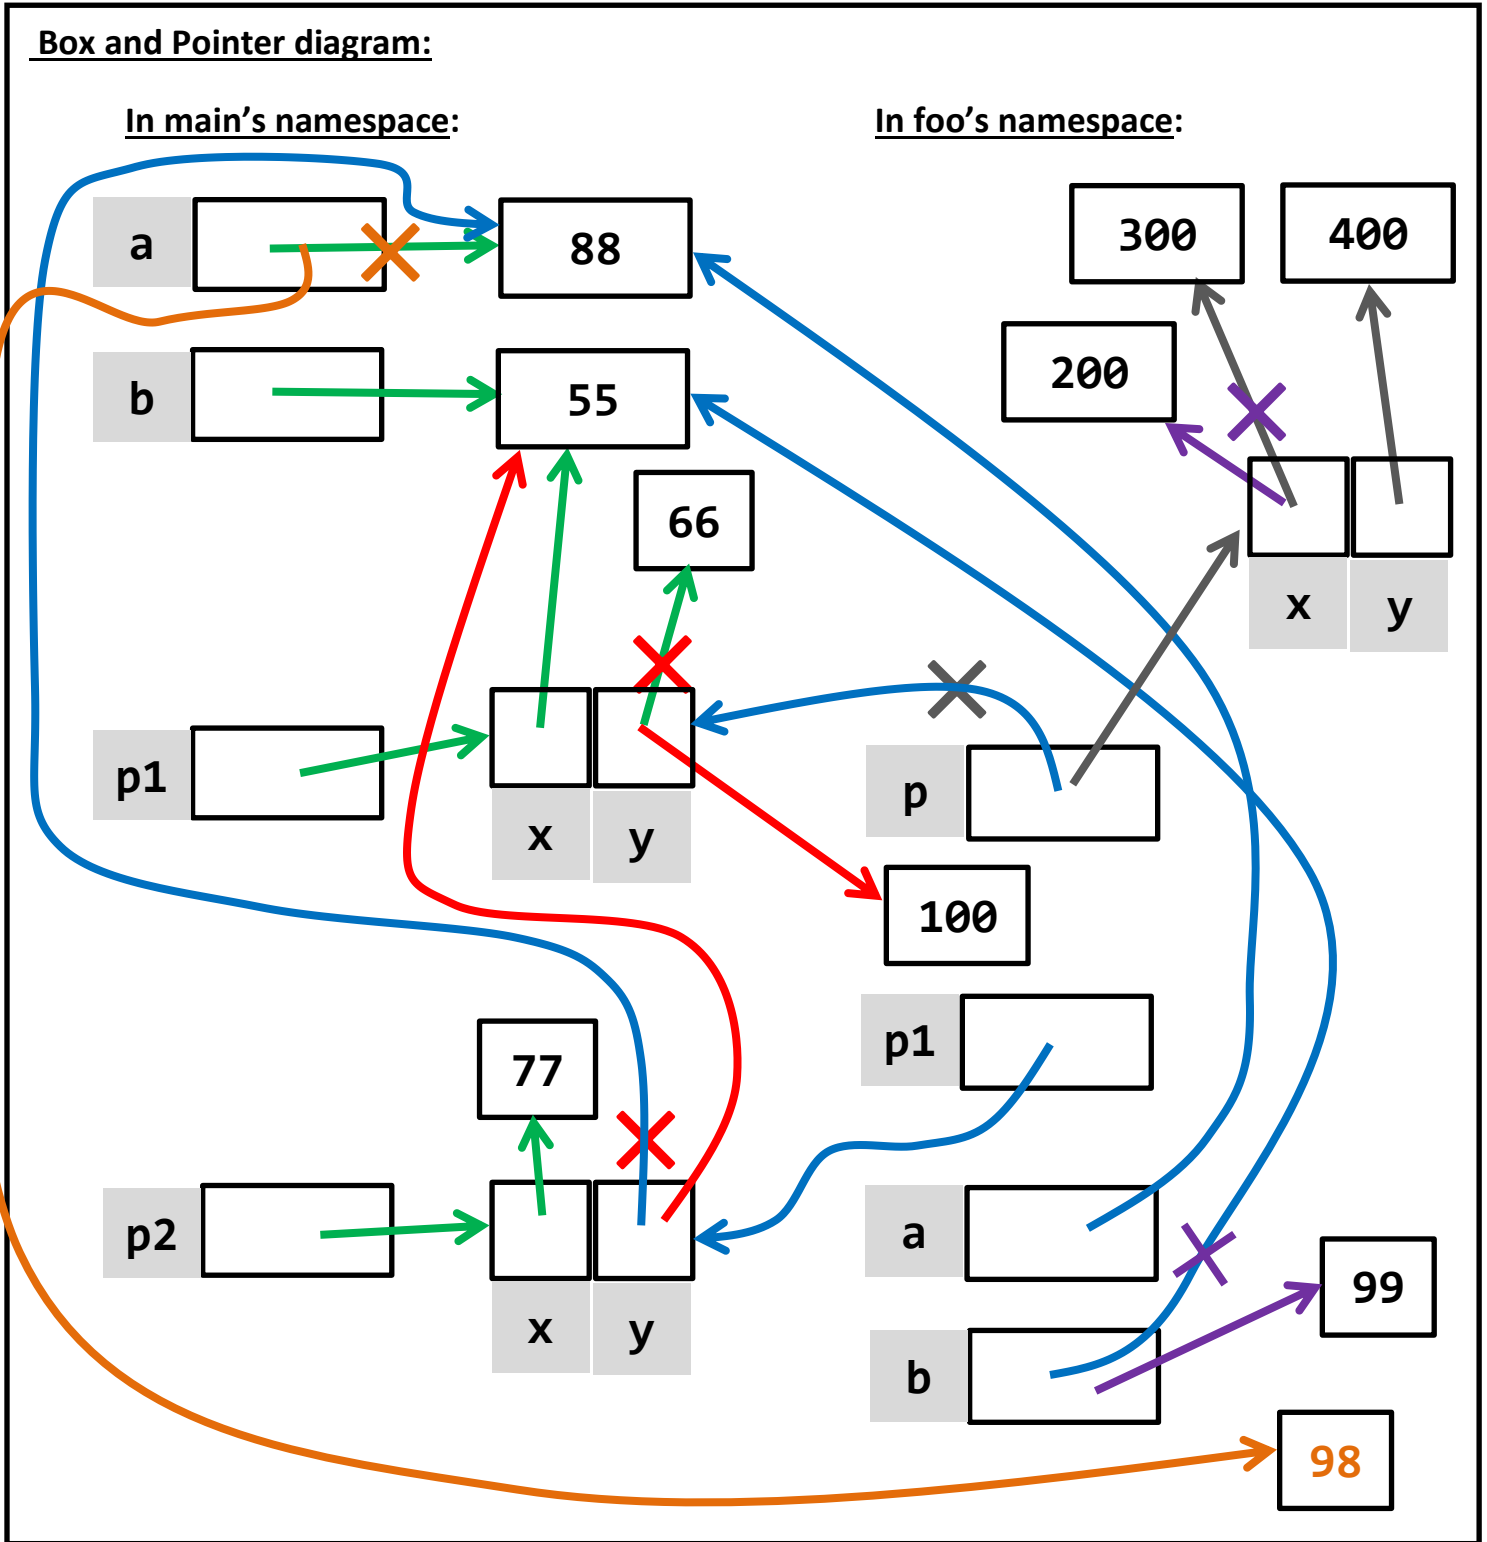 Box and Pointer diagram:
In main’s namespace:
In foo’s namespace:
a
88
300
400
b
55
200
66
x
y
p1
p
x
y
100
77
p1
p2
a
x
y
b
99
98